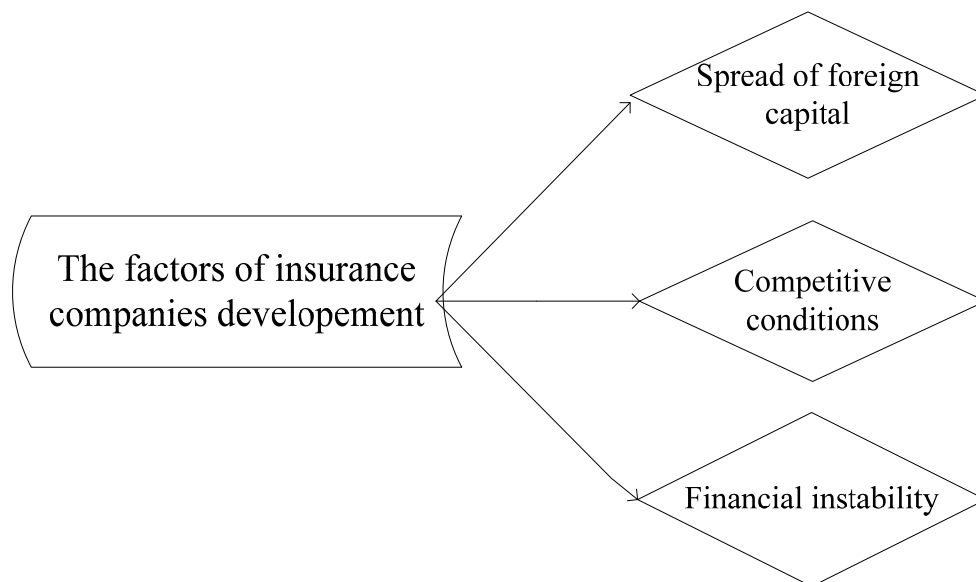 Spread of foreign
capital
The factors of insurance
companies developement
Competitive
conditions
Financial instability